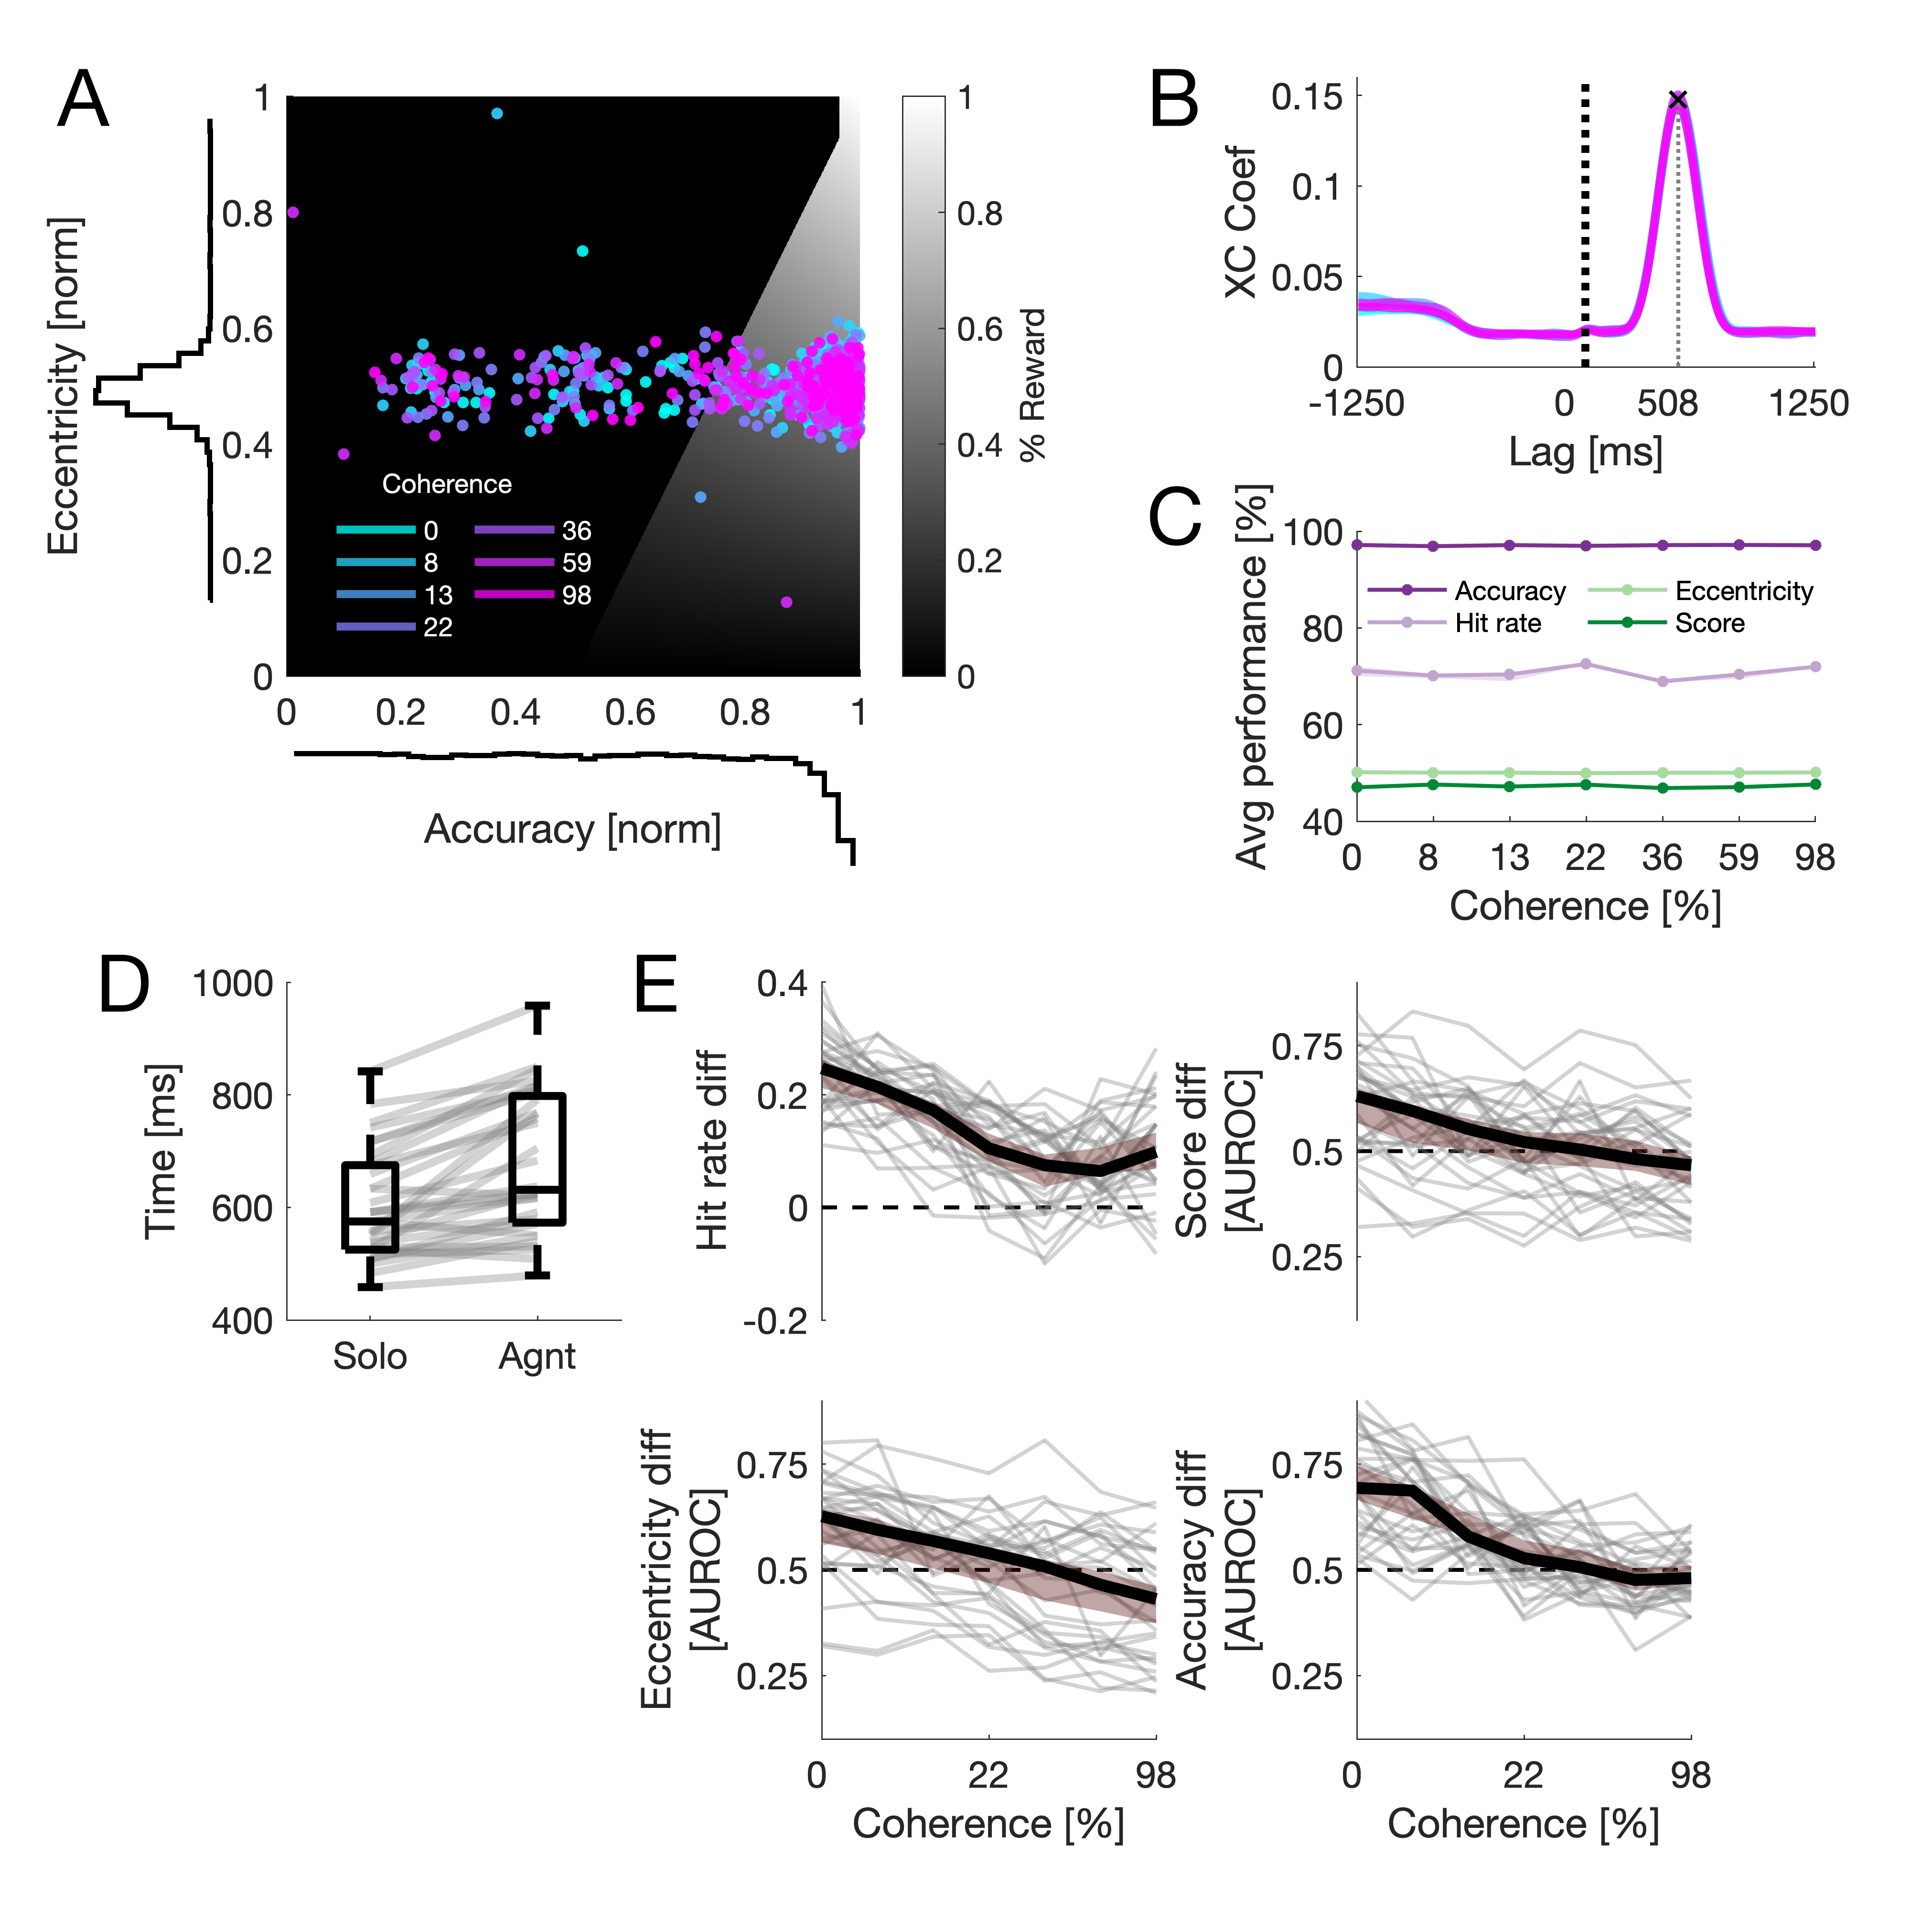 A
Eccentricity [norm]
1
0.8
0.6
0.4
0.2
0
0 0.2 0.4 0.6 0.8 1
Accuracy [norm]
Coherence
0 36
8 59
13 98
22
1
0.8
0.6
0.4
0.2
0
% Reward
B
XC Coef
0.15
0.1
0.05
0
-1250 0 508 1250
Lag [ms]
C
Avg performance [%]
100
80
60
40
Accuracy Eccentricity
Hit rate Score
0 8 13 22 36 59 98
Coherence [%]
D
Time [ms]
1000
800
600
400
Solo Agnt
E
Hit rate diff
0.4
0.2
0
-0.2
Score diff
[AUROC]
0.75
0.5
0.25
Eccentricity diff
[AUROC]
0.75
0.5
0.25
0 22 98
Coherence [%]
Accuracy diff
[AUROC]
0.75
0.5
0.25
0 22 98
Coherence [%]